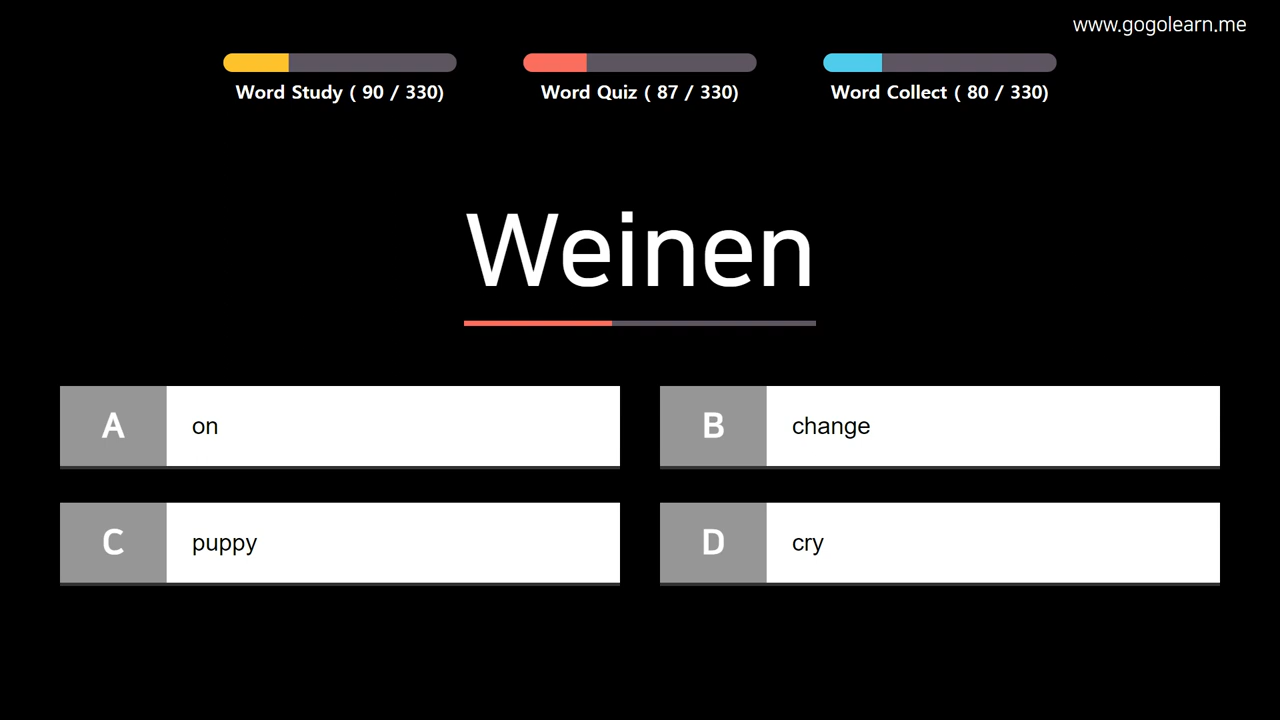 www.gogolearn.me
Word Study ( 90 / 330)
Word Quiz ( 87 / 330)
Word Collect ( 80 / 330)
Weinen
A on
B change
C puppy
D cry